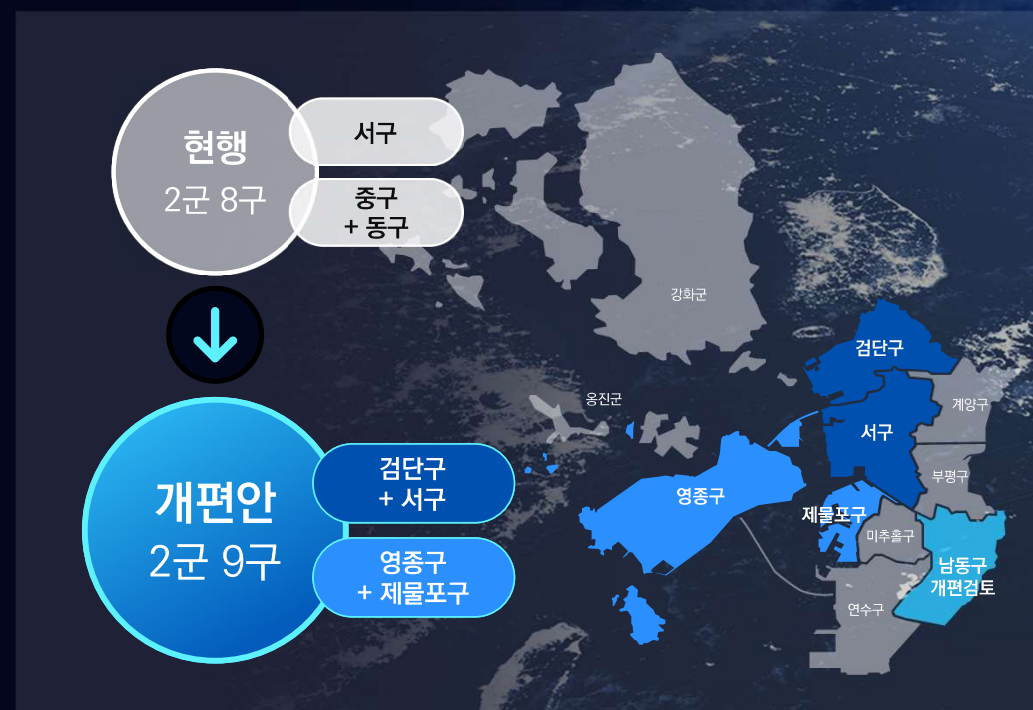 현행
2군 8구
서구
중구
+ 동구
개편안
2군 9구
검단구
+ 서구
영종구
+ 제물포구
강화군
검단구
옹진군
계양구
서구
부평구
영종구
제물포구
미추홀구
남동구
개편검토
연수구